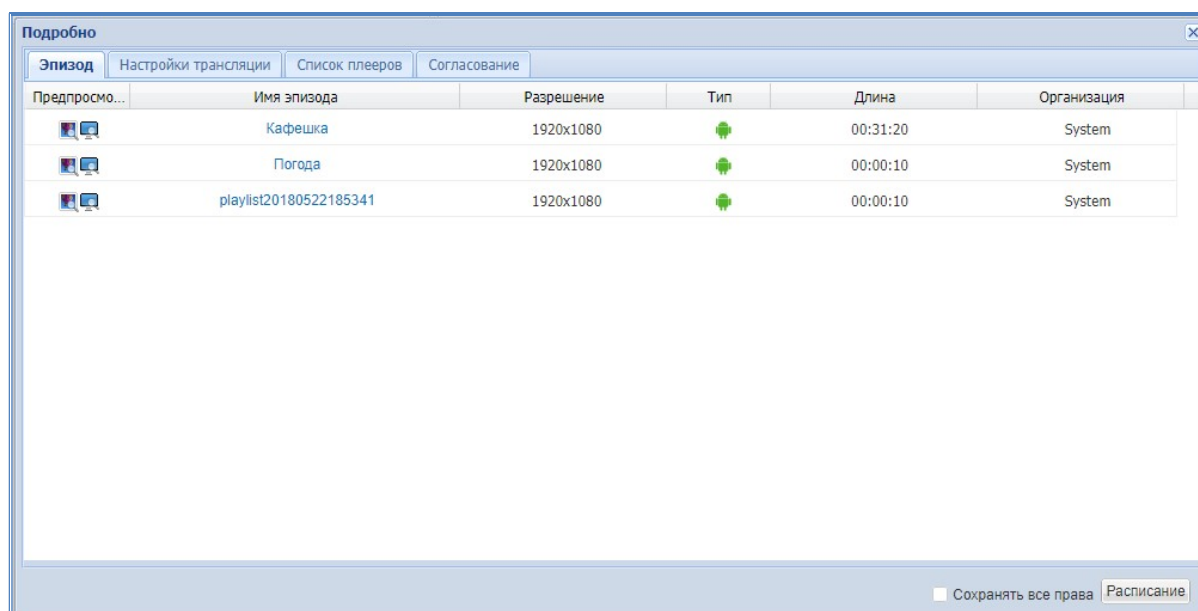 Подробно
Эпизод Настройки трансляции Список плееров Согласование
Предпросмо... Имя эпизода Разрешение Тип Длина Организация
Кафешка 1920x1080 00:31:20 System
Погода 1920x1080 00:00:10 System
playlist20180522185341 1920x1080 00:00:10 System
Сохранять все права Расписание